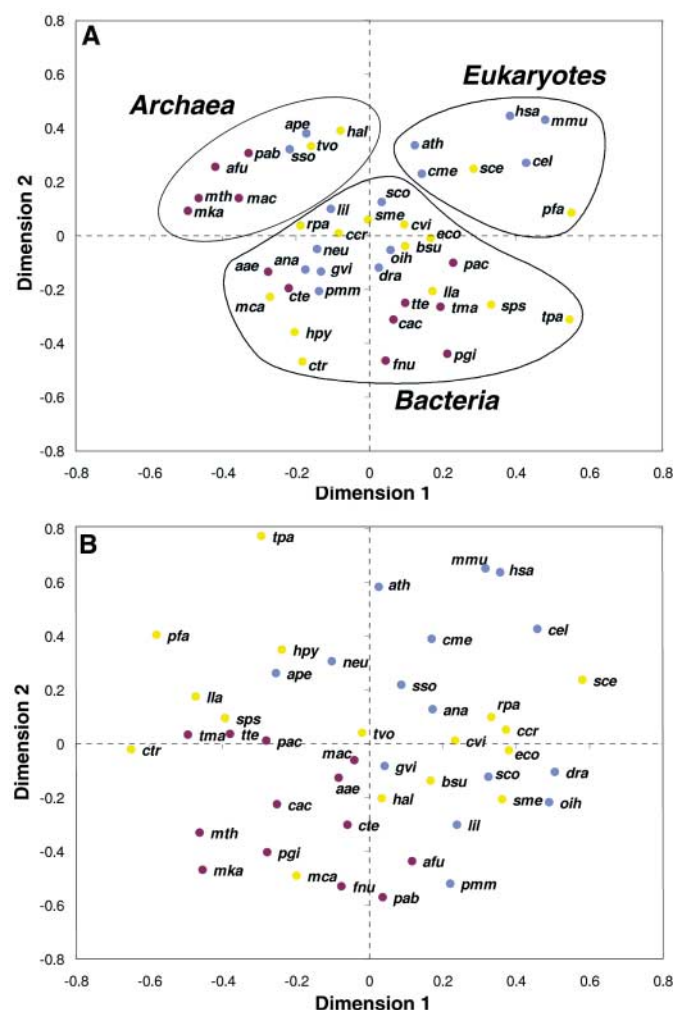 A
0.8
0.6
0.4
0.2
0
-0.2
-0.4
-0.6
-0.8
Dimension 2
Archaea
Eukaryotes
Bacteria
ape
hal
tvo
sso
pab
afu
mth
mac
mka
hsa
mmu
ath
cme
sce
cel
pfa
sco
lil
sme
cvi
rpa
ccr
eco
neu
oih
bsu
ana
aae
gvi
dra
pac
cte
pmm
lla
mca
tte
tma
sps
cac
tpa
hpy
ctr
fnu
pgi
-0.8 -0.6 -0.4 -0.2 0 0.2 0.4 0.6 0.8
Dimension 1
B
0.8
0.6
0.4
0.2
0
-0.2
-0.4
-0.6
-0.8
Dimension 2
tpa
mmu
hsa
ath
pfa
cel
cme
hpy
neu
ape
sso
sce
lla
ana
rpa
sps
ccr
tma
tte
pac
tvo
cvi
eco
ctr
mac
gvi
dra
aae
bsu
sco
hal
sme
oih
cac
cte
lil
mth
pgi
afu
mka
mca
fnu
pab
pmm
-0.8 -0.6 -0.4 -0.2 0 0.2 0.4 0.6 0.8
Dimension 1